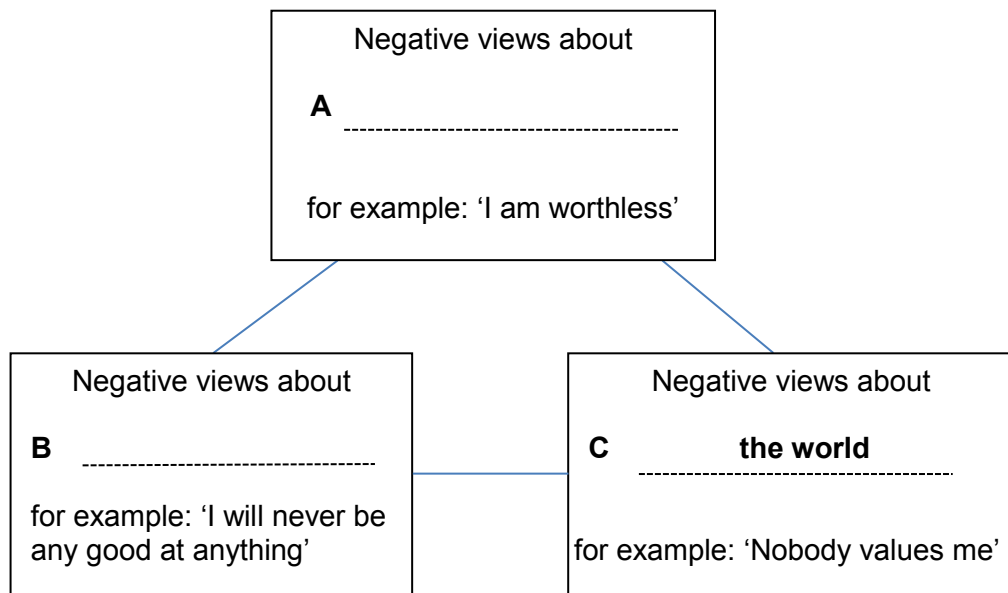 Negative views about
A
for example: ‘I am worthless’
Negative views about
B
for example: ‘I will never be
any good at anything’
Negative views about
C the world
for example: ‘Nobody values me’